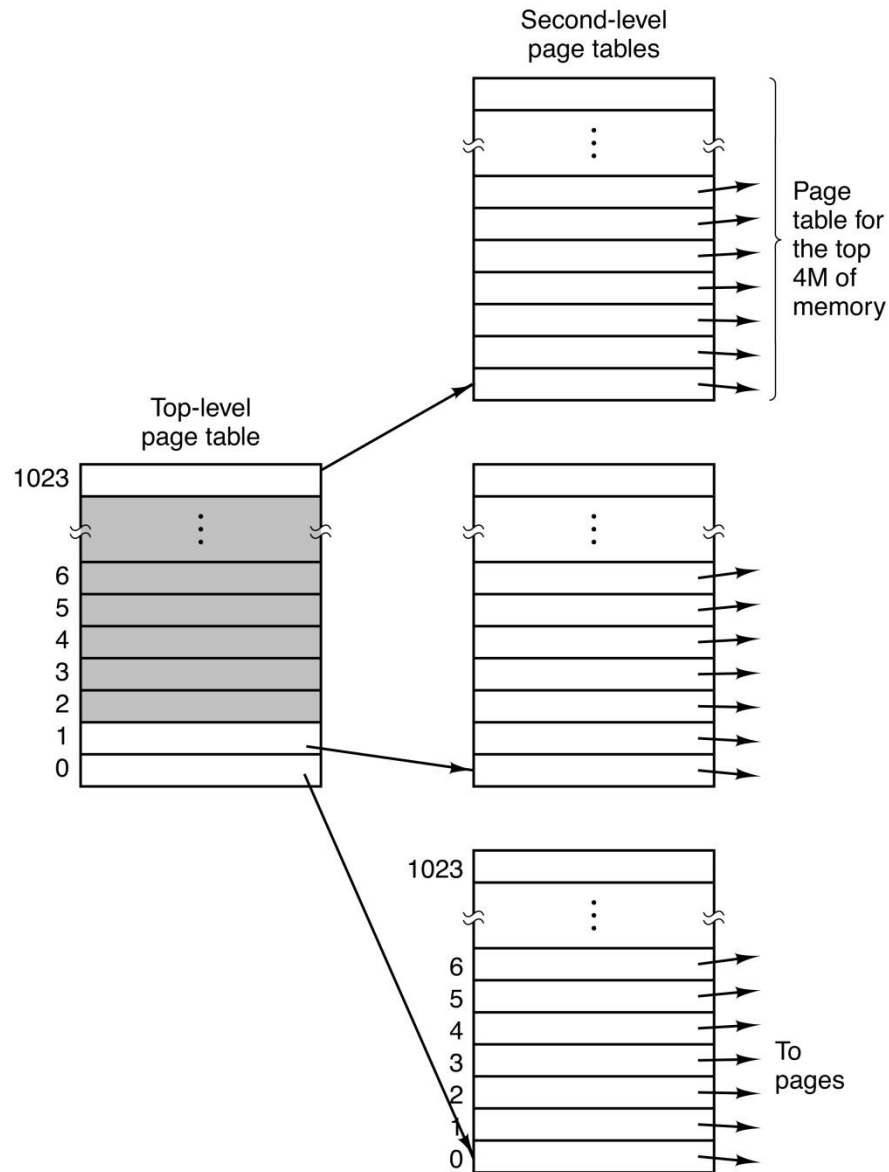 Second-level
page tables
Page
table for
the top
4M of
memory
Top-level
page table
1023
6
5
4
3
2
1
0
1023
6
5
4
3
2
1
0
To
pages